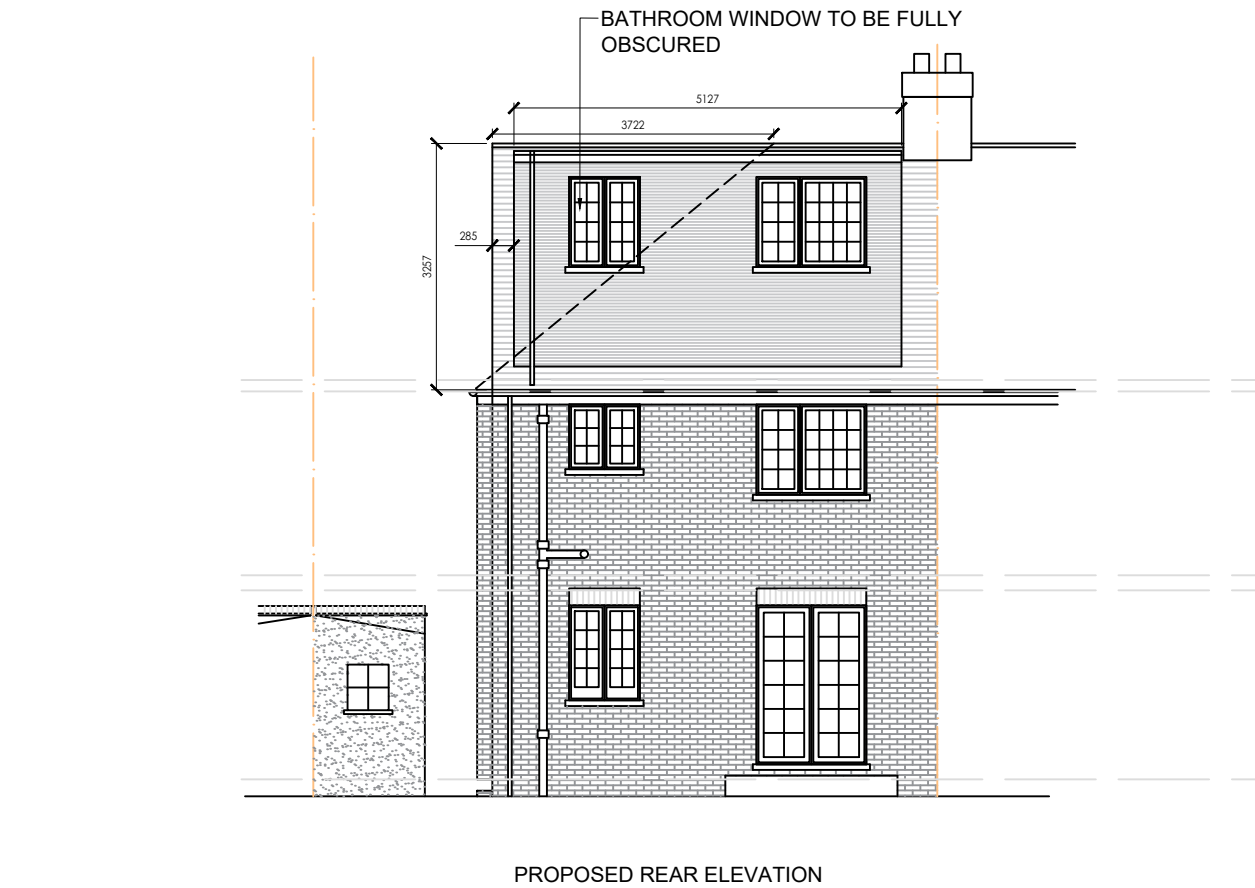 BATHROOM WINDOW TO BE FULLY
OBSCURED
5127
3722
285
3257
PROPOSED REAR ELEVATION